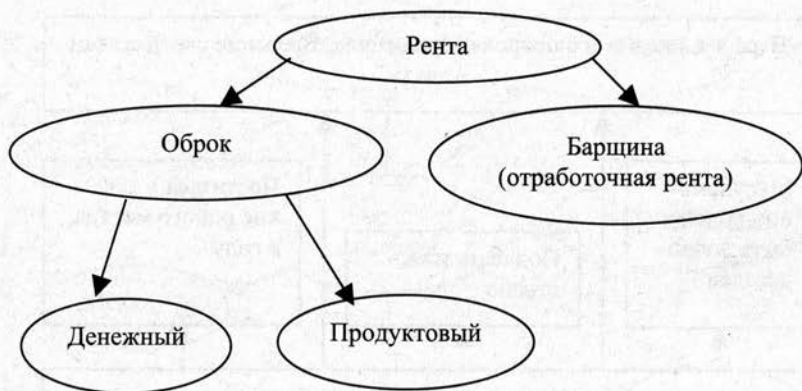 Рента
Оброк
Барщина
(отработочная рента)
Денежный
Продуктовый